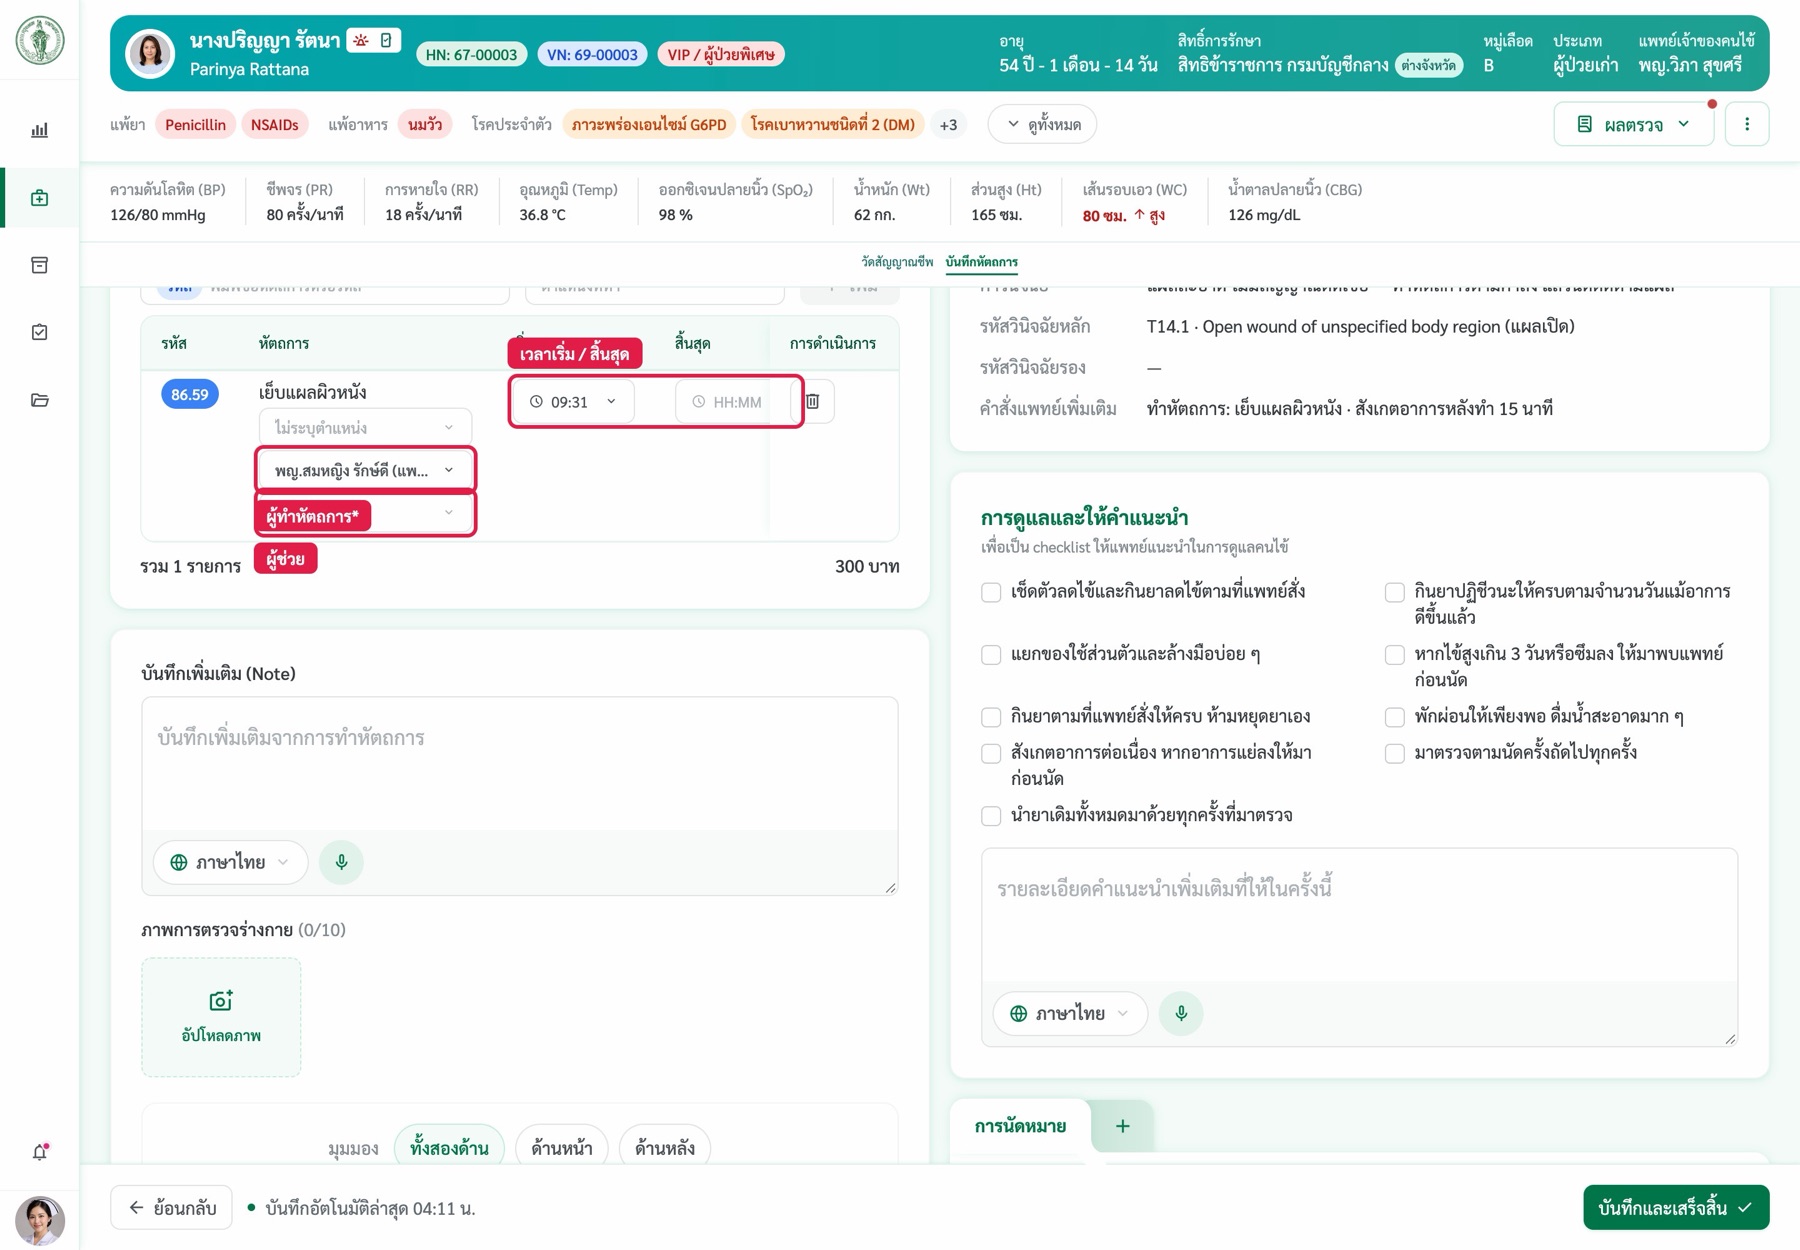 นางปริญญา รัตนา
Parinya Rattana
HN: 67-00003
VN: 69-00003
VIP / ผู้ป่วยพิเศษ
อายุ
54 ปี - 1 เดือน - 14 วัน
สิทธิ์การรักษา
สิทธิข้าราชการ กรมบัญชีกลาง ต่างจังหวัด
หมู่เลือด
B
ประเภท
ผู้ป่วยเก่า
แพทย์เจ้าของคนไข้
พญ.วิภา สุขศรี
แพ้ยา Penicillin NSAIDs แพ้อาหาร นมวัว โรคประจำตัว ภาวะพร่องเอนไซม์ G6PD โรคเบาหวานชนิดที่ 2 (DM) +3 ดูทั้งหมด
ผลตรวจ
ความดันโลหิต (BP)
126/80 mmHg
ชีพจร (PR)
80 ครั้ง/นาที
การหายใจ (RR)
18 ครั้ง/นาที
อุณหภูมิ (Temp)
36.8 °C
ออกซิเจนปลายนิ้ว (SpO₂)
98 %
น้ำหนัก (Wt)
62 กก.
ส่วนสูง (Ht)
165 ซม.
เส้นรอบเอว (WC)
80 ซม. ↑ สูง
น้ำตาลปลายนิ้ว (CBG)
126 mg/dL
วัดสัญญาณชีพ บันทึกหัตถการ
รหัส หัตถการ สิ้นสุด การดำเนินการ
เวลาเริ่ม / สิ้นสุด
86.59 เย็บแผลผิวหนัง
09:31 HH:MM
ไม่ระบุตำแหน่ง
พญ.สมหญิง รักษ์ดี (แพ...
ผู้ทำหัตถการ*
ผู้ช่วย
รวม 1 รายการ 300 บาท
บันทึกเพิ่มเติม (Note)
บันทึกเพิ่มเติมจากการทำหัตถการ
ภาษาไทย
ภาพการตรวจร่างกาย (0/10)
อัปโหลดภาพ
มุมมอง ทั้งสองด้าน ด้านหน้า ด้านหลัง
รหัสวินิจฉัยหลัก T14.1 · Open wound of unspecified body region (แผลเปิด)
รหัสวินิจฉัยรอง —
คำสั่งแพทย์เพิ่มเติม ทำหัตถการ: เย็บแผลผิวหนัง · สังเกตอาการหลังทำ 15 นาที
การดูแลและให้คำแนะนำ
เพื่อเป็น checklist ให้แพทย์แนะนำในการดูแลคนไข้
เช็ดตัวลดไข้และกินยาลดไข้ตามที่แพทย์สั่ง
กินยาปฏิชีวนะให้ครบตามจำนวนวันแม้อาการ
ดีขึ้นแล้ว
แยกของใช้ส่วนตัวและล้างมือบ่อย ๆ
หากไข้สูงเกิน 3 วันหรือซึมลง ให้มาพบแพทย์
ก่อนนัด
กินยาตามที่แพทย์สั่งให้ครบ ห้ามหยุดยาเอง
พักผ่อนให้เพียงพอ ดื่มน้ำสะอาดมาก ๆ
สังเกตอาการต่อเนื่อง หากอาการแย่ลงให้มา
ก่อนนัด
มาตรวจตามนัดครั้งถัดไปทุกครั้ง
นำยาเดิมทั้งหมดมาด้วยทุกครั้งที่มาตรวจ
รายละเอียดคำแนะนำเพิ่มเติมที่ให้ในครั้งนี้
ภาษาไทย
การนัดหมาย +
ย้อนกลับ
บันทึกอัตโนมัติล่าสุด 04:11 น.
บันทึกและเสร็จสิ้น